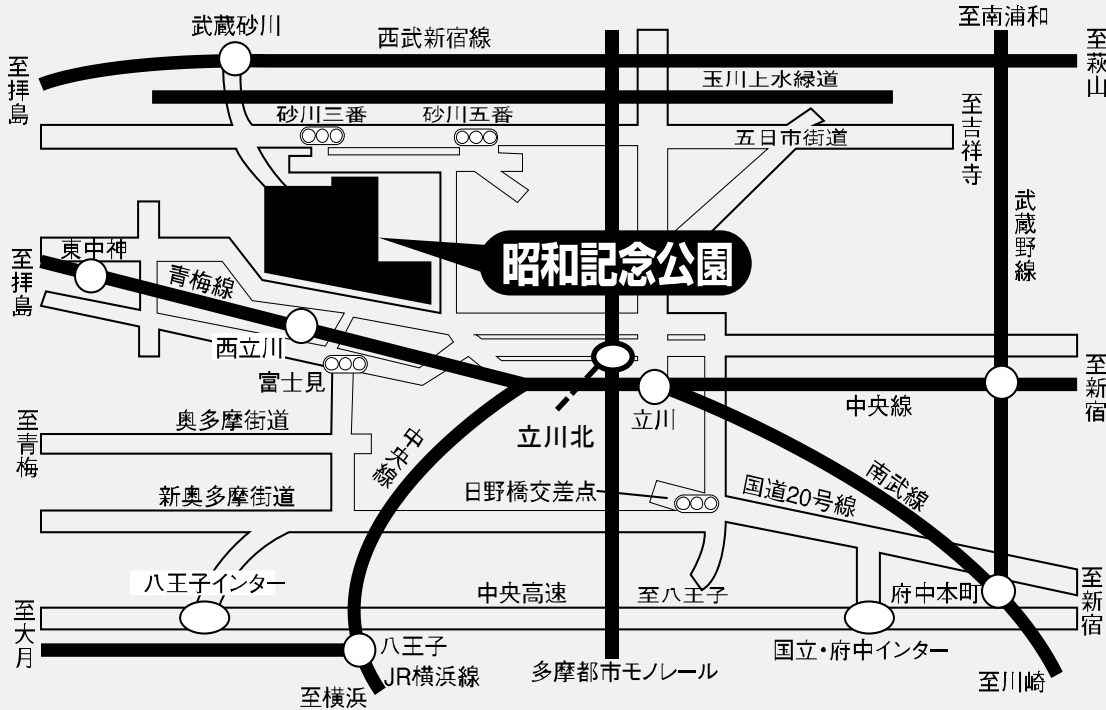 至南浦和
武蔵砂川
西武新宿線
至萩山
至拝島
玉川上水緑道
砂川三番
砂川五番
至吉祥寺
五日市街道
武蔵野線
東中神
昭和記念公園
至拝島
青梅線
西立川
富士見
至新宿
中央線
立川
奥多摩街道
至青梅
立川北
中央線
南武線
新奥多摩街道
日野橋交差点
国道20号線
八王子インター
中央高速
至八王子
府中本町
至新宿
至大月
八王子
国立・府中インター
JR横浜線
多摩都市モノレール
至川崎
至横浜